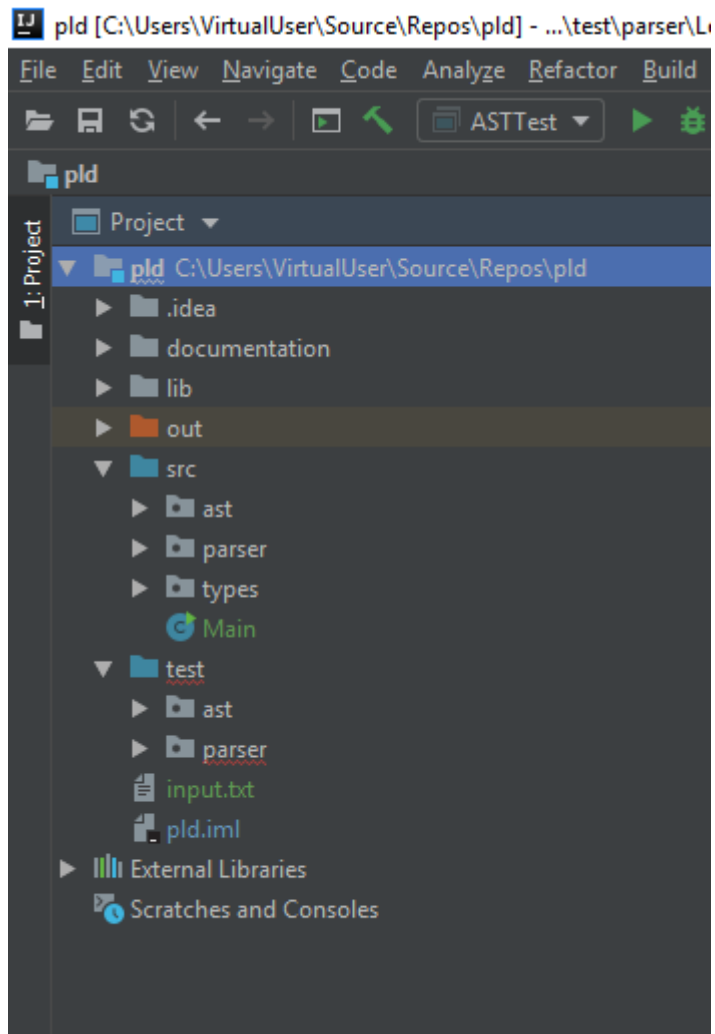 IJ pld [C:\Users\VirtualUser\Source\Repos\pld] - ...\test\parser\L
File Edit View Navigate Code Analyze Refactor Build
ASTTest
pld
1: Project
Project
pld C:\Users\VirtualUser\Source\Repos\pld
.idea
documentation
lib
out
src
ast
parser
types
C Main
test
ast
parser
input.txt
pld.iml
External Libraries
Scratches and Consoles